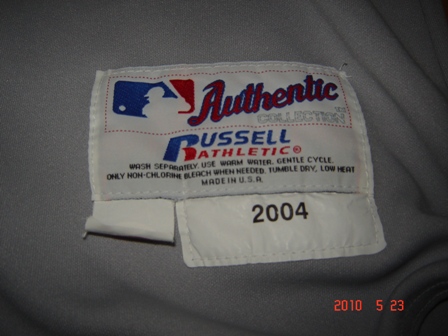 Authentic
COLLECTION™
RUSSELL
ATHLETIC®
WASH SEPARATELY, USE WARM WATER. GENTLE CYCLE.
ONLY NON-CHLORINE BLEACH WHEN NEEDED. TUMBLE DRY, LOW HEAT
MADE IN U.S.A.
2004
2010 5 23